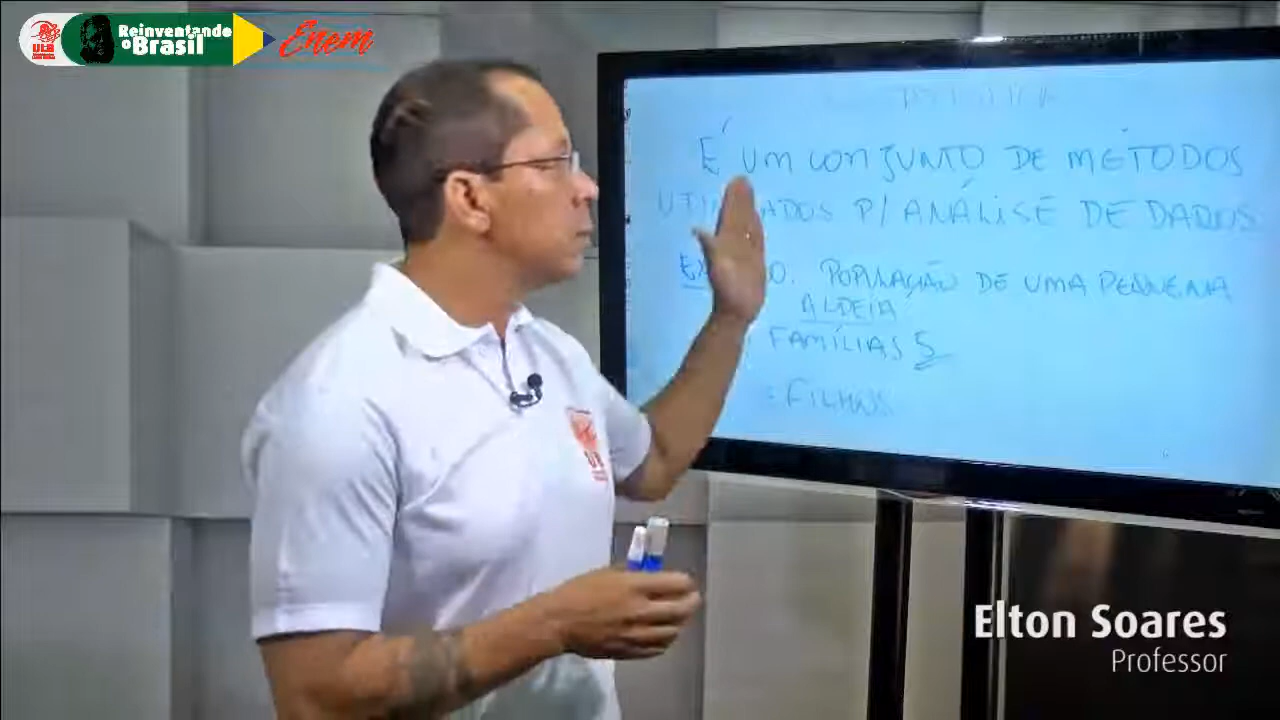 Reinventando
o Brasil
Enem
É UM CONJUNTO DE MÉTODOS
P/ ANÁLISE DE DADOS
POPULAÇÃO DE UMA PEQUENA
ALDEIA
FAMÍLIAS 5
FILHOS
Elton Soares
Professor